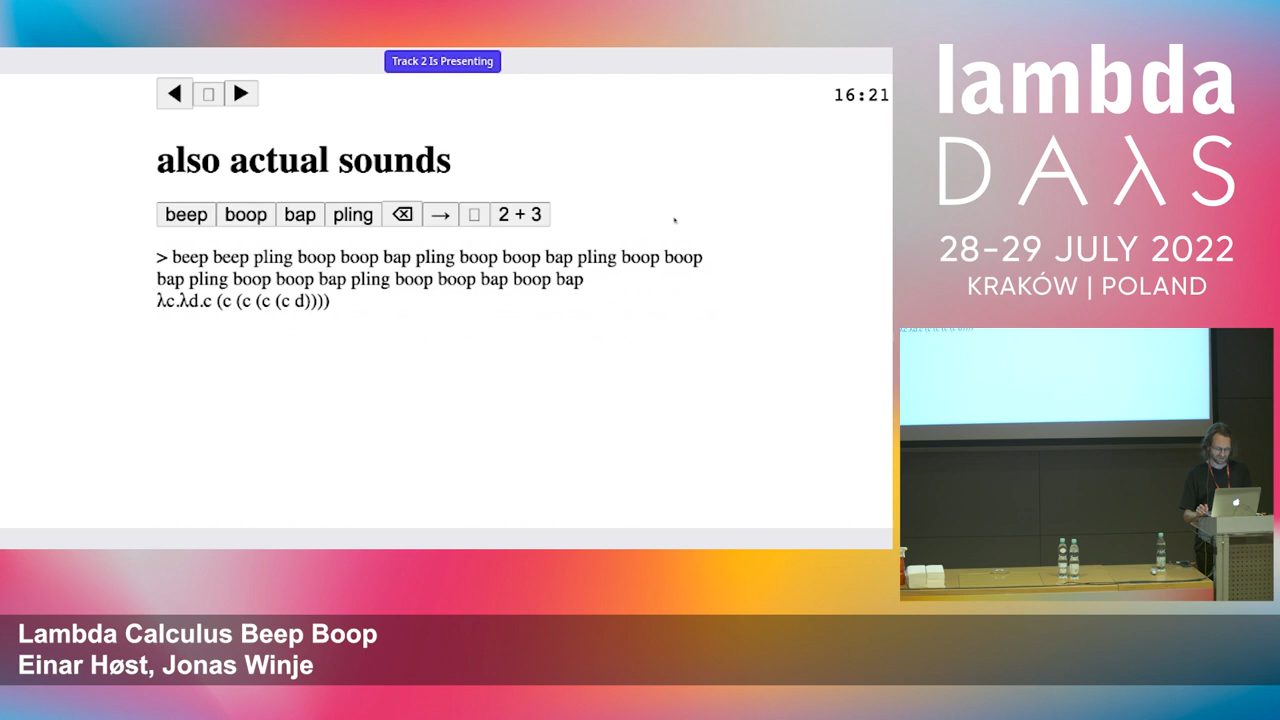 Track 2 Is Presenting
16:21
also actual sounds
beep boop bap pling ⌫ → 2 + 3
> beep beep pling boop boop bap pling boop boop bap pling boop boop
bap pling boop boop bap pling boop boop bap boop bap
λc.λd.c (c (c (c (c d))))
lambda
DAλS
28–29 JULY 2022
KRAKÓW | POLAND
Lambda Calculus Beep Boop
Einar Høst, Jonas Winje